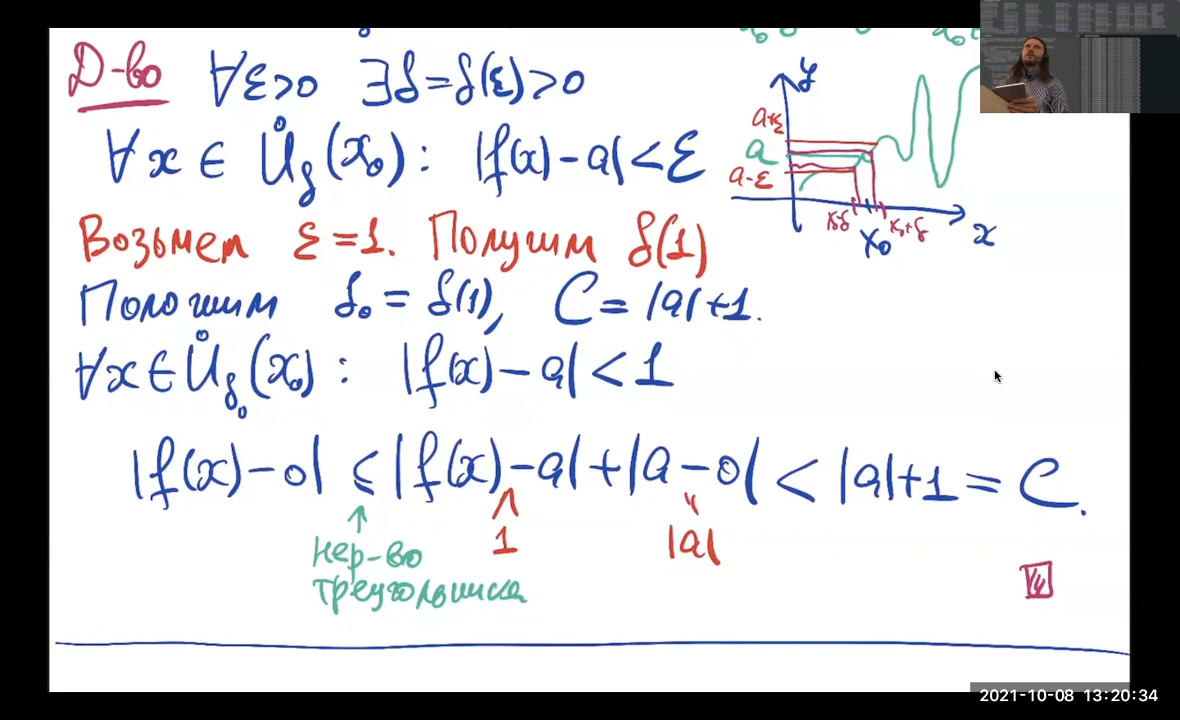 Д-во ∀ε>0 ∃δ=δ(ε)>0
∀x∈Ů_δ(x₀): |f(x)-a|<ε
Возьмем ε=1. Получим δ(1)
Положим δ₀=δ(1), C=|a|+1.
∀x∈Ů_δ₀(x₀): |f(x)-a|<1
|f(x)-0| ≤ |f(x)-a|+|a-0| < |a|+1 = C.
↑ ∧ "
нер-во 1 |a|
треугольника
y
a+ε
a
a-ε
x₀-δ x₀ x₀+δ x
2021-10-08 13:20:34